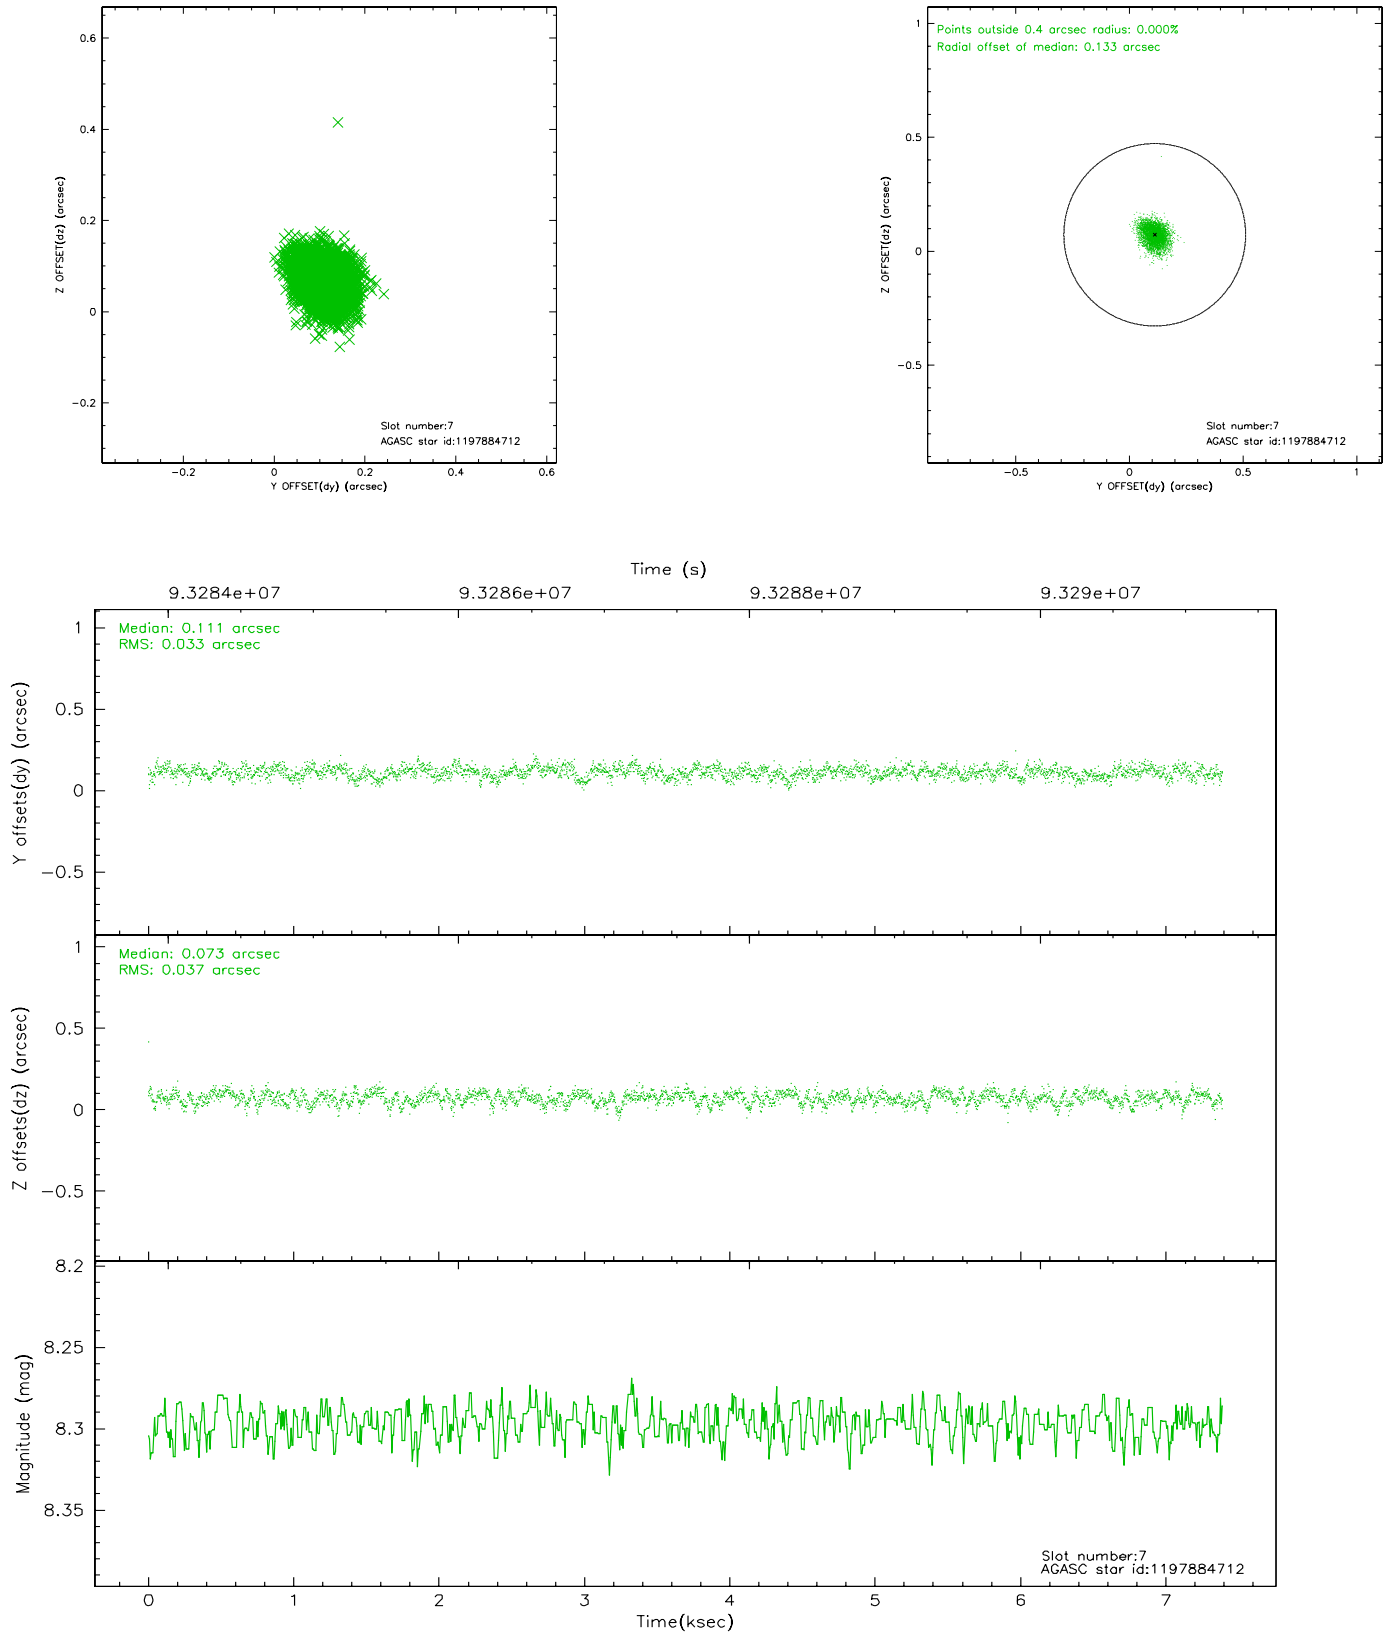 0.6
0.4
0.2
0
−0.2
Z OFFSET(dz) (arcsec)
Slot number:7
AGASC star id:1197884712
−0.2 0 0.2 0.4 0.6
Y OFFSET(dy) (arcsec)
Points outside 0.4 arcsec radius: 0.000%
Radial offset of median: 0.133 arcsec
1
0.5
0
−0.5
Z OFFSET(dz) (arcsec)
Slot number:7
AGASC star id:1197884712
−0.5 0 0.5 1
Y OFFSET(dy) (arcsec)
Time (s)
9.3284e+07 9.3286e+07 9.3288e+07 9.329e+07
Median: 0.111 arcsec
RMS: 0.033 arcsec
1
0.5
0
−0.5
Y offsets(dy) (arcsec)
Median: 0.073 arcsec
RMS: 0.037 arcsec
1
0.5
0
−0.5
Z offsets(dz) (arcsec)
8.2
8.25
8.3
8.35
Magnitude (mag)
Slot number:7
AGASC star id:1197884712
0 1 2 3 4 5 6 7
Time(ksec)